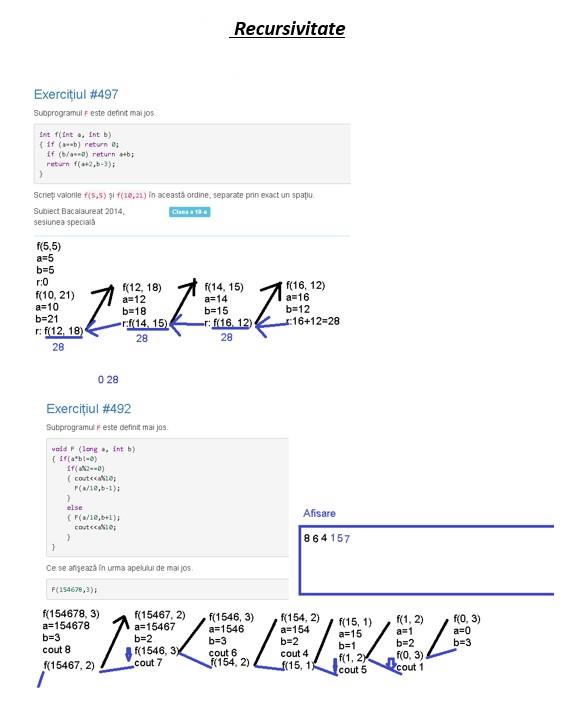 Recursivitate
Exercițiul #497
Subprogramul F este definit mai jos.
int f(int a, int b)
{ if (a==b) return 0;
if (b/a==0) return a+b;
return f(a+2,b-3);
}
Scrieți valorile f(5,5) și f(10,21) în această ordine, separate prin exact un spațiu.
Subiect Bacalaureat 2014,
sesiunea specială
Clasa a 10-a
f(5,5)
a=5
b=5
r:0
f(10, 21)
a=10
b=21
r: f(12, 18)
28
f(12, 18)
a=12
b=18
r:f(14, 15)
28
f(14, 15)
a=14
b=15
r: f(16, 12)
28
f(16, 12)
a=16
b=12
r:16+12=28
0 28
Exercițiul #492
Subprogramul F este definit mai jos.
void F (long a, int b)
{ if(a*b!=0)
if(a%2==0)
{ cout<<a%10;
F(a/10,b-1);
}
else
{ F(a/10,b+1);
cout<<a%10;
}
}
Ce se afișează în urma apelului de mai jos.
F(154678,3);
Afisare
8 6 4 1 5 7
f(154678, 3)
a=154678
b=3
cout 8
f(15467, 2)
f(15467, 2)
a=15467
b=2
f(1546, 3)
cout 7
f(1546, 3)
a=1546
b=3
cout 6
f(154, 2)
f(154, 2)
a=154
b=2
cout 4
f(15, 1)
f(15, 1)
a=15
b=1
f(1, 2)
cout 5
f(1, 2)
a=1
b=2
f(0, 3)
cout 1
f(0, 3)
a=0
b=3